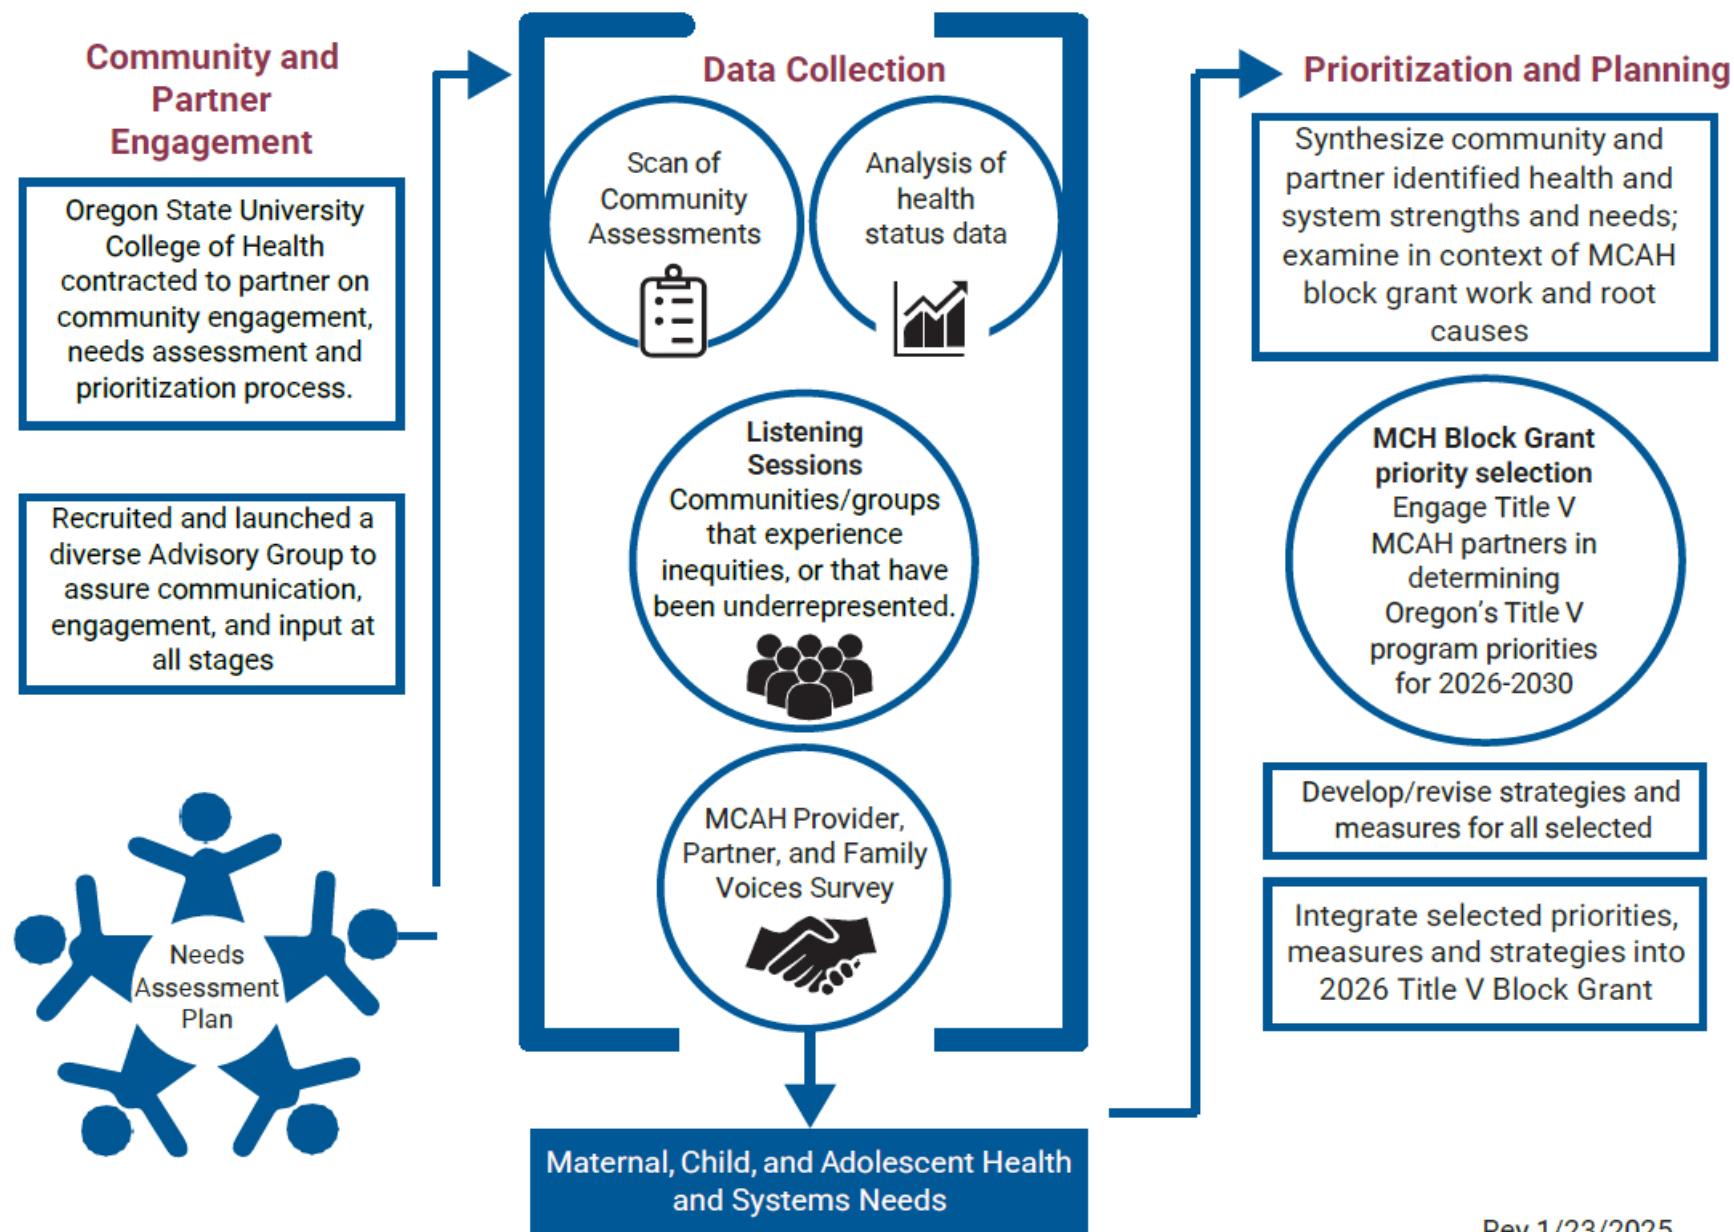 Community and
Partner
Engagement
Oregon State University
College of Health
contracted to partner on
community engagement,
needs assessment and
prioritization process.
Recruited and launched a
diverse Advisory Group to
assure communication,
engagement, and input at
all stages
Needs
Assessment
Plan
Data Collection
Scan of
Community
Assessments
Analysis of
health
status data
Listening
Sessions
Communities/groups
that experience
inequities, or that have
been underrepresented.
MCAH Provider,
Partner, and Family
Voices Survey
Maternal, Child, and Adolescent Health
and Systems Needs
Prioritization and Planning
Synthesize community and
partner identified health and
system strengths and needs;
examine in context of MCAH
block grant work and root
causes
MCH Block Grant
priority selection
Engage Title V
MCAH partners in
determining
Oregon's Title V
program priorities
for 2026-2030
Develop/revise strategies and
measures for all selected
Integrate selected priorities,
measures and strategies into
2026 Title V Block Grant
Rev 1/23/2025